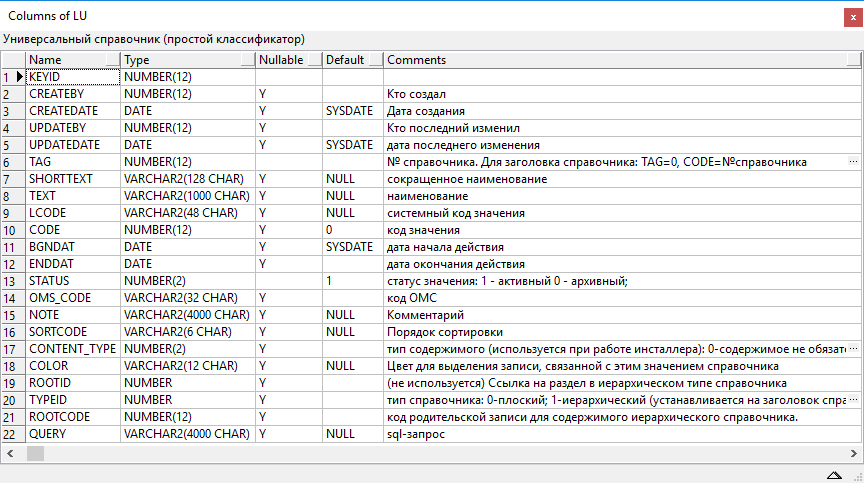 Columns of LU
Универсальный справочник (простой классификатор)
Name Type Nullable Default Comments
1 KEYID NUMBER(12)
2 CREATEBY NUMBER(12) Y Кто создал
3 CREATEDATE DATE Y SYSDATE Дата создания
4 UPDATEBY NUMBER(12) Y Кто последний изменил
5 UPDATEDATE DATE Y SYSDATE дата последнего изменения
6 TAG NUMBER(12) № справочника. Для заголовка справочника: TAG=0, CODE=№справочника ...
7 SHORTTEXT VARCHAR2(128 CHAR) Y NULL сокращенное наименование
8 TEXT VARCHAR2(1000 CHAR) Y NULL наименование
9 LCODE VARCHAR2(48 CHAR) Y NULL системный код значения
10 CODE NUMBER(12) Y 0 код значения
11 BGNDAT DATE Y SYSDATE дата начала действия
12 ENDDAT DATE Y дата окончания действия
13 STATUS NUMBER(2) 1 статус значения: 1 - активный 0 - архивный;
14 OMS_CODE VARCHAR2(32 CHAR) Y код ОМС
15 NOTE VARCHAR2(4000 CHAR) Y NULL Комментарий
16 SORTCODE VARCHAR2(6 CHAR) Y NULL Порядок сортировки
17 CONTENT_TYPE NUMBER(2) Y тип содержимого (используется при работе инсталлера): 0-содержимое не обязате ...
18 COLOR VARCHAR2(12 CHAR) Y NULL Цвет для выделения записи, связанной с этим значением справочника
19 ROOTID NUMBER Y (не используется) Ссылка на раздел в иерархическом типе справочника
20 TYPEID NUMBER Y тип справочника: 0-плоский; 1-иерархический (устанавливается на заголовок спра ...
21 ROOTCODE NUMBER(12) Y код родительской записи для содержимого иерархического справочника.
22 QUERY VARCHAR2(4000 CHAR) Y NULL sql-запрос